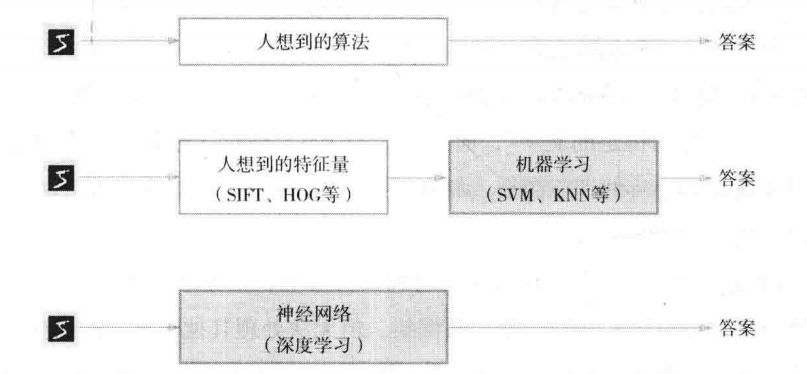 5 人想到的算法 答案
5 人想到的特征量 机器学习 答案
（SIFT、HOG等） （SVM、KNN等）
5 神经网络 答案
（深度学习）